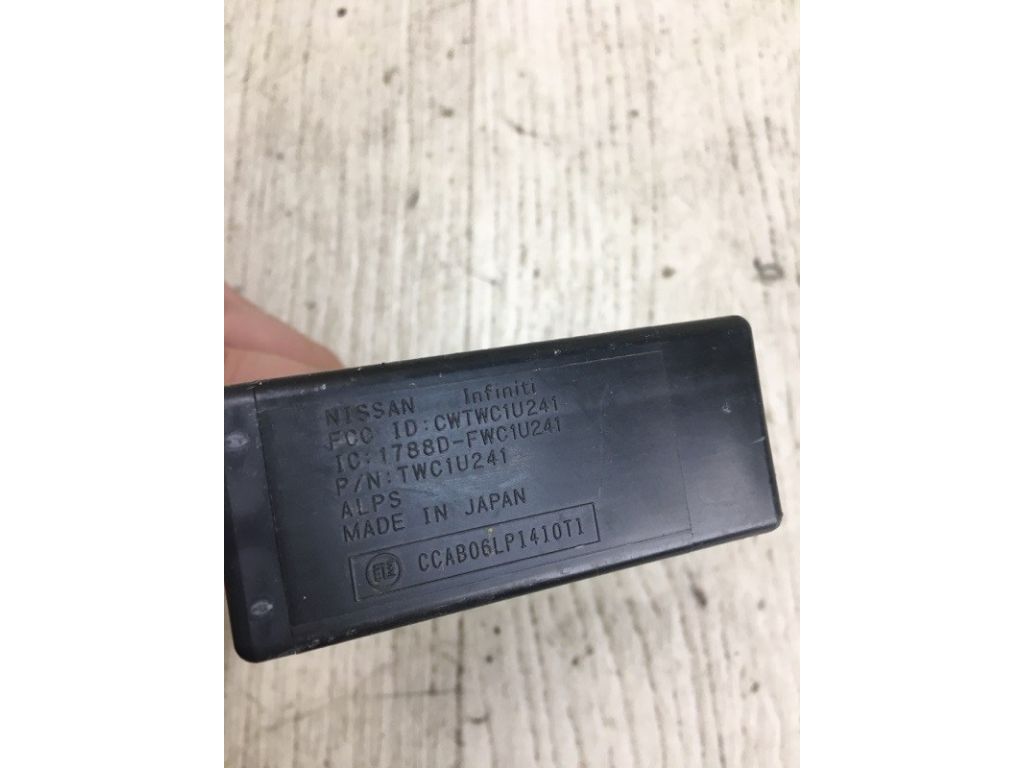 NISSAN Infiniti
FCC ID:CWTWC1U241
IC:1788D-FWC1U241
P/N:TWC1U241
ALPS
MADE IN JAPAN
CCAB06LP1410T1